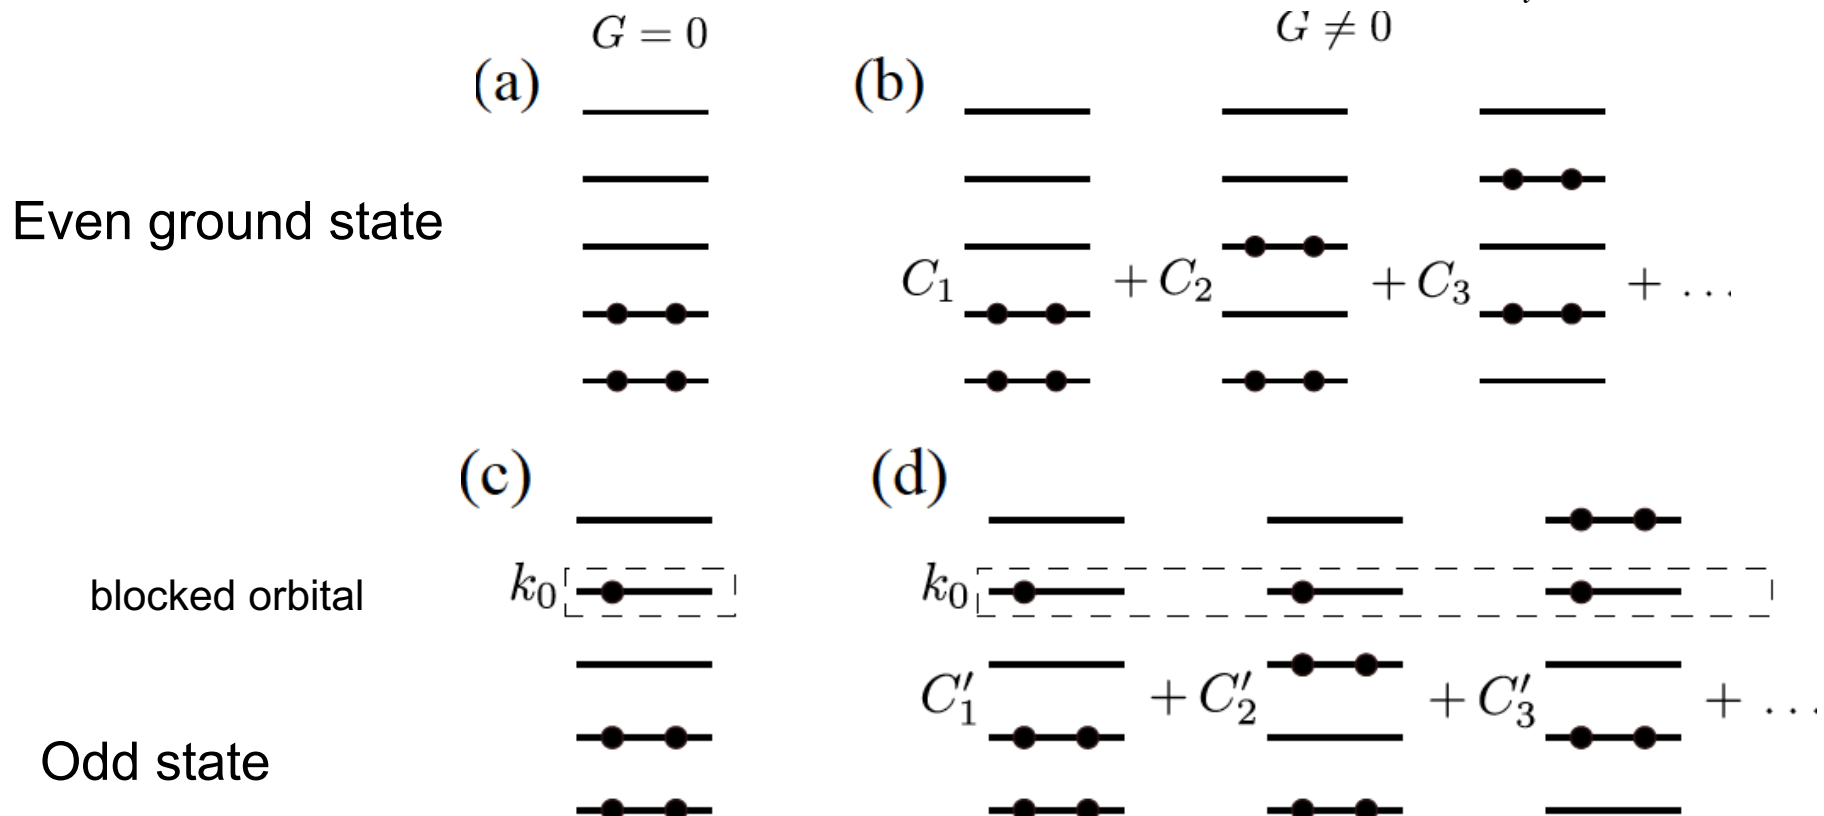 G = 0
G ≠ 0
(a)
(b)
Even ground state
C₁
+ C₂
+ C₃
+ ...
(c)
(d)
blocked orbital
k₀
k₀
C′₁
+ C′₂
+ C′₃
+ ...
Odd state